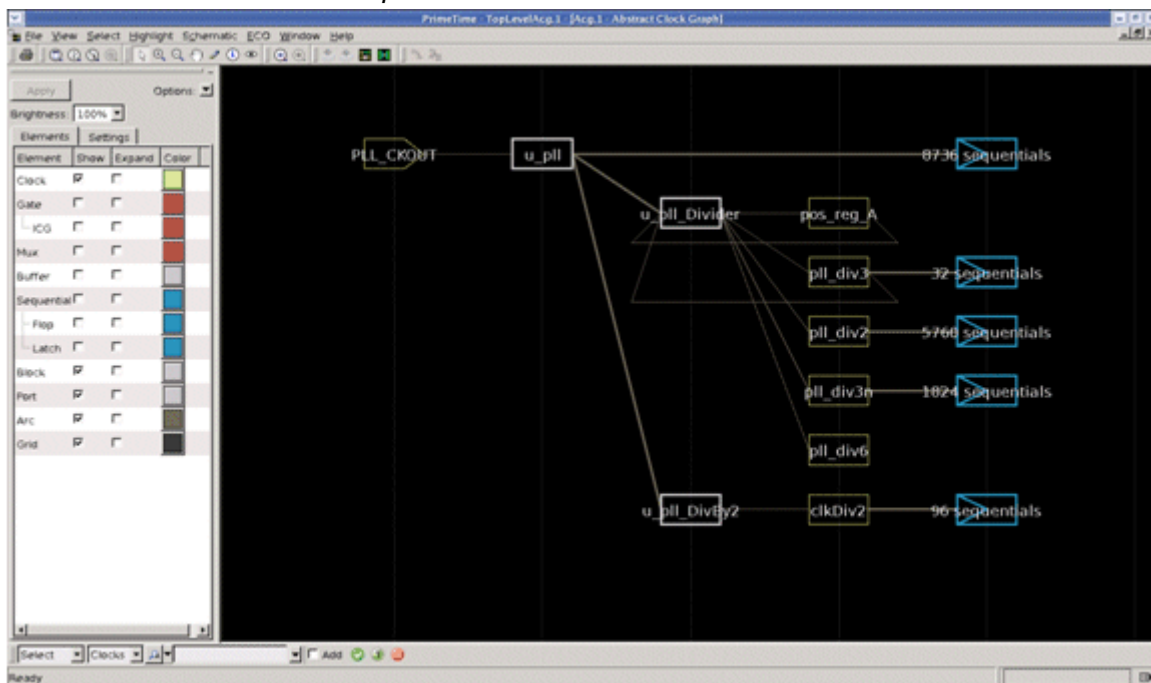 PrimeTime - TopLevelAcg.1 - [Acg.1 - Abstract Clock Graph]
File View Select Highlight Schematic ECO Window Help
Apply Options:
Brightness: 100%
Elements Settings
Element Show Expand Color
Clock
Gate
ICG
Mux
Buffer
Sequential
Flop
Latch
Block
Port
Arc
Grid
PLL_CKOUT u_pll 8736 sequentials
u_pll_Divider pos_reg_A
pll_div3 32 sequentials
pll_div2 5760 sequentials
pll_div3n 1824 sequentials
pll_div6
u_pll_DivBy2 clkDiv2 96 sequentials
Select Clocks Add
Ready